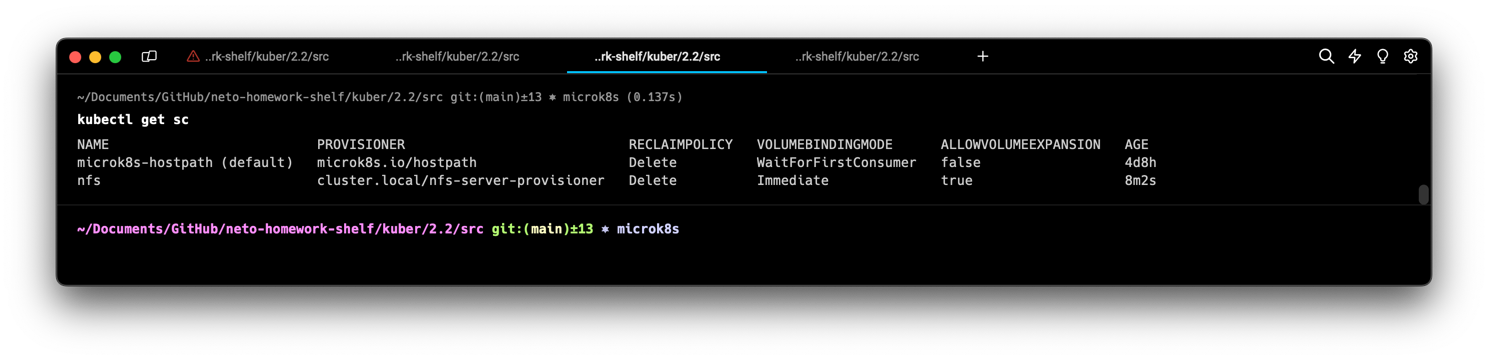 ..rk-shelf/kuber/2.2/src ..rk-shelf/kuber/2.2/src ..rk-shelf/kuber/2.2/src ..rk-shelf/kuber/2.2/src +
~/Documents/GitHub/neto-homework-shelf/kuber/2.2/src git:(main)±13 ⎈ microk8s (0.137s)
kubectl get sc
NAME PROVISIONER RECLAIMPOLICY VOLUMEBINDINGMODE ALLOWVOLUMEEXPANSION AGE
microk8s-hostpath (default) microk8s.io/hostpath Delete WaitForFirstConsumer false 4d8h
nfs cluster.local/nfs-server-provisioner Delete Immediate true 8m2s
~/Documents/GitHub/neto-homework-shelf/kuber/2.2/src git:(main)±13 ⎈ microk8s